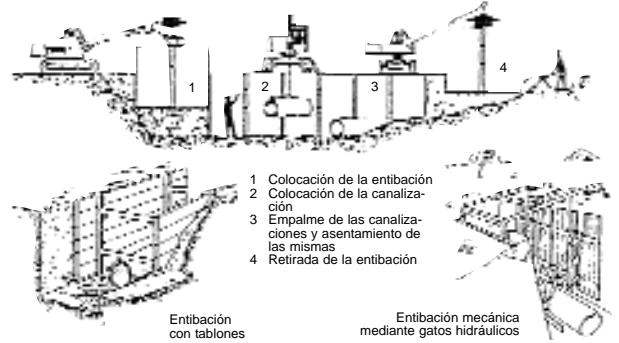 1 2 3 4
1 Colocación de la entibación
2 Colocación de la canaliza-
ción
3 Empalme de las canaliza-
ciones y asentamiento de
las mismas
4 Retirada de la entibación
Entibación
con tablones
Entibación mecánica
mediante gatos hidráulicos